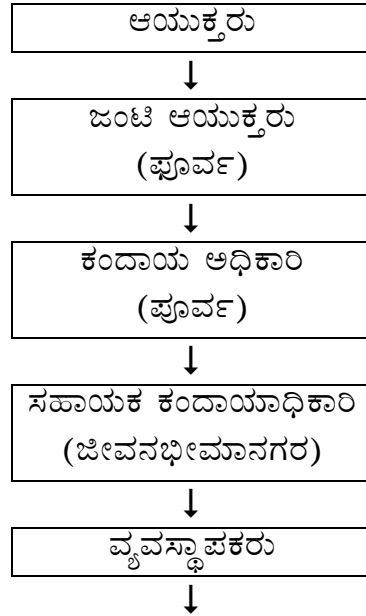 ಆಯುಕ್ತರು
↓
ಜಂಟಿ ಆಯುಕ್ತರು
(ಫೂರ್ವ)
↓
ಕಂದಾಯ ಅಧಿಕಾರಿ
(ಪೂರ್ವ)
↓
ಸಹಾಯಕ ಕಂದಾಯಾಧಿಕಾರಿ
(ಜೀವನಭೀಮಾನಗರ)
↓
ವ್ಯವಸ್ಥಾಪಕರು
↓